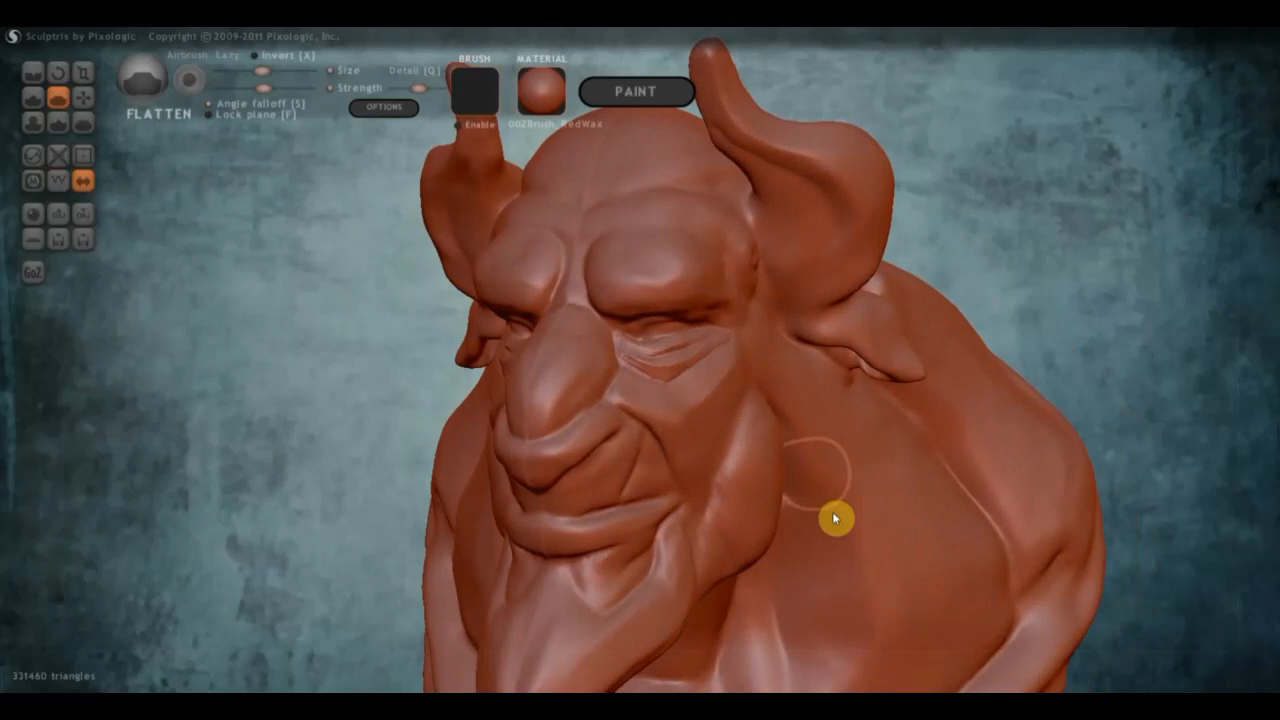 Sculptris by Pixologic Copyright © 2009-2011 Pixologic, Inc.
Airbrush Lazy Invert [X]
BRUSH
MATERIAL
Size
Detail [Q]
Strength
PAINT
Angle falloff [S]
OPTIONS
FLATTEN
Lock plane [F]
Enable
002Brush_RedWax
GoZ
331460 triangles